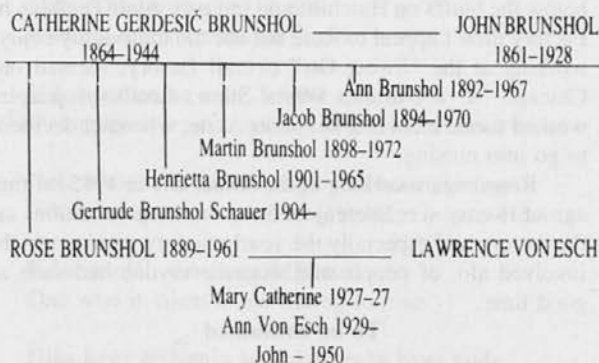 CATHERINE GERDESIĆ BRUNSHOL JOHN BRUNSHOL
1864–1944 1861–1928
Ann Brunshol 1892–1967
Jacob Brunshol 1894–1970
Martin Brunshol 1898–1972
Henrietta Brunshol 1901–1965
Gertrude Brunshol Schauer 1904–
ROSE BRUNSHOL 1889–1961 LAWRENCE VON ESCH
Mary Catherine 1927–27
Ann Von Esch 1929–
John – 1950